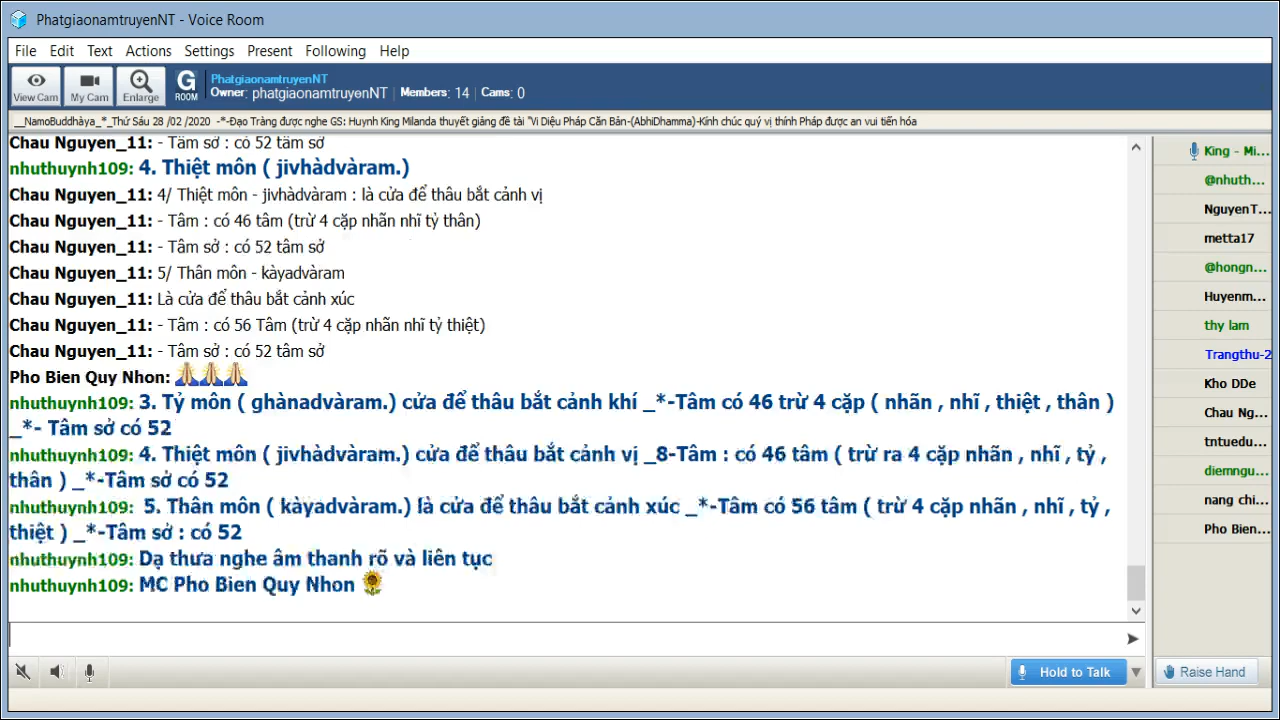 PhatgiaonamtruyenNT - Voice Room
File Edit Text Actions Settings Present Following Help
View Cam My Cam Enlarge G ROOM
PhatgiaonamtruyenNT
Owner: phatgiaonamtruyenNT | Members: 14 | Cams: 0
__NamoBuddhàya_*_Thứ Sáu 28 /02 /2020 -*-Đạo Tràng được nghe GS: Huynh King Milanda thuyết giảng đề tài "Vi Diệu Pháp Căn Bản-(AbhiDhamma)-Kính chúc quý vị thính Pháp được an vui tiến hóa
Chau Nguyen_11: - Tâm sở : có 52 tâm sở
nhuthuynh109: 4. Thiệt môn ( jivhàdvàram.)
Chau Nguyen_11: 4/ Thiệt môn - jivhàdvàram : là cửa để thâu bắt cảnh vị
Chau Nguyen_11: - Tâm : có 46 tâm (trừ 4 cặp nhãn nhĩ tỷ thân)
Chau Nguyen_11: - Tâm sở : có 52 tâm sở
Chau Nguyen_11: 5/ Thân môn - kàyadvàram
Chau Nguyen_11: Là cửa để thâu bắt cảnh xúc
Chau Nguyen_11: - Tâm : có 56 Tâm (trừ 4 cặp nhãn nhĩ tỷ thiệt)
Chau Nguyen_11: - Tâm sở : có 52 tâm sở
Pho Bien Quy Nhon: 🙏🙏🙏
nhuthuynh109: 3. Tỷ môn ( ghànadvàram.) cửa để thâu bắt cảnh khí _*-Tâm có 46 trừ 4 cặp ( nhãn , nhĩ , thiệt , thân )
_*- Tâm sở có 52
nhuthuynh109: 4. Thiệt môn ( jivhàdvàram.) cửa để thâu bắt cảnh vị _8-Tâm : có 46 tâm ( trừ ra 4 cặp nhãn , nhĩ , tỷ ,
thân ) _*-Tâm sở có 52
nhuthuynh109: 5. Thân môn ( kàyadvàram.) là cửa để thâu bắt cảnh xúc _*-Tâm có 56 tâm ( trừ 4 cặp nhãn , nhĩ , tỷ ,
thiệt ) _*-Tâm sở : có 52
nhuthuynh109: Dạ thưa nghe âm thanh rõ và liên tục
nhuthuynh109: MC Pho Bien Quy Nhon 🌻
King - Mi...
@nhuth...
NguyenT...
metta17
@hongn...
Huyenm...
thy lam
Trangthu-2
Kho DDe
Chau Ng...
tntuedu...
diemngu...
nang chi...
Pho Bien...
Hold to Talk
Raise Hand